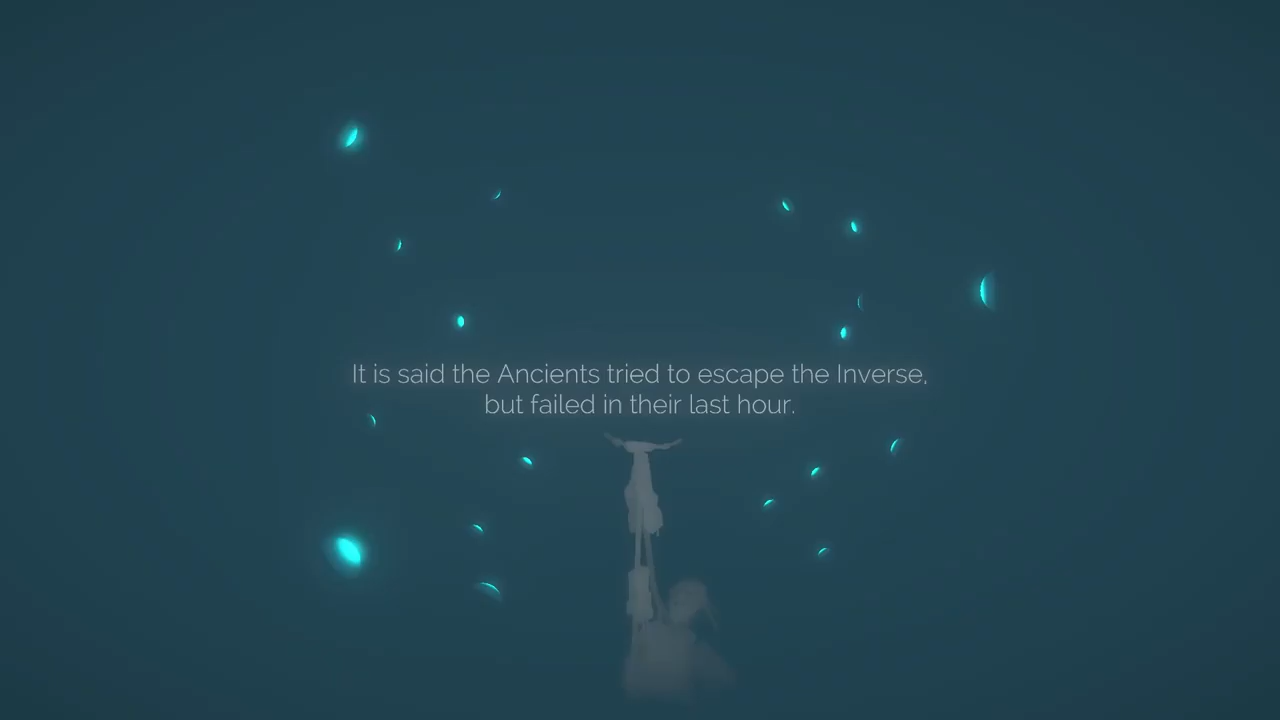 It is said the Ancients tried to escape the Inverse,
but failed in their last hour.